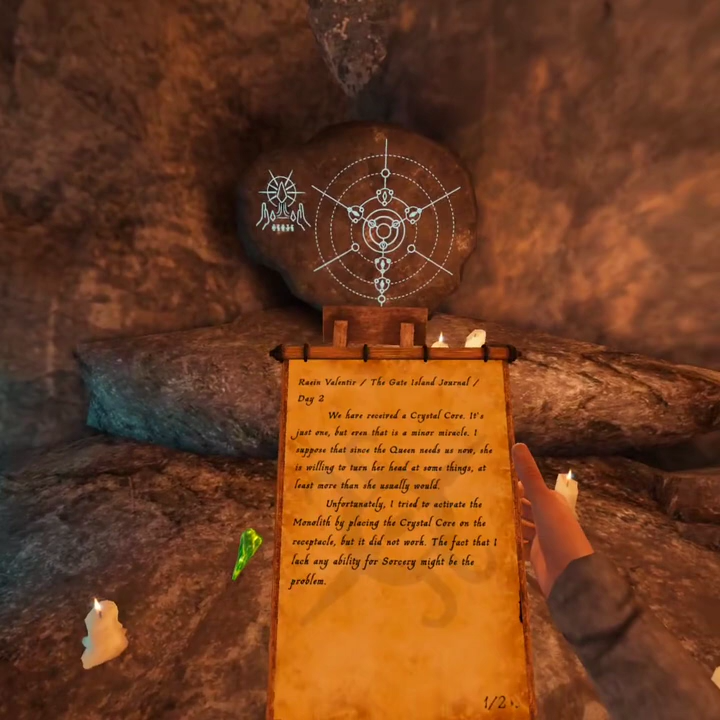 Raein Valentir / The Gate Island Journal /
Day 2
We have received a Crystal Core. It's
just one, but even that is a minor miracle. I
suppose that since the Queen needs us now, she
is willing to turn her head at some things, at
least more than she usually would.
Unfortunately, I tried to activate the
Monolith by placing the Crystal Core on the
receptacle, but it did not work. The fact that I
lack any ability for Sorcery might be the
problem.
1/2